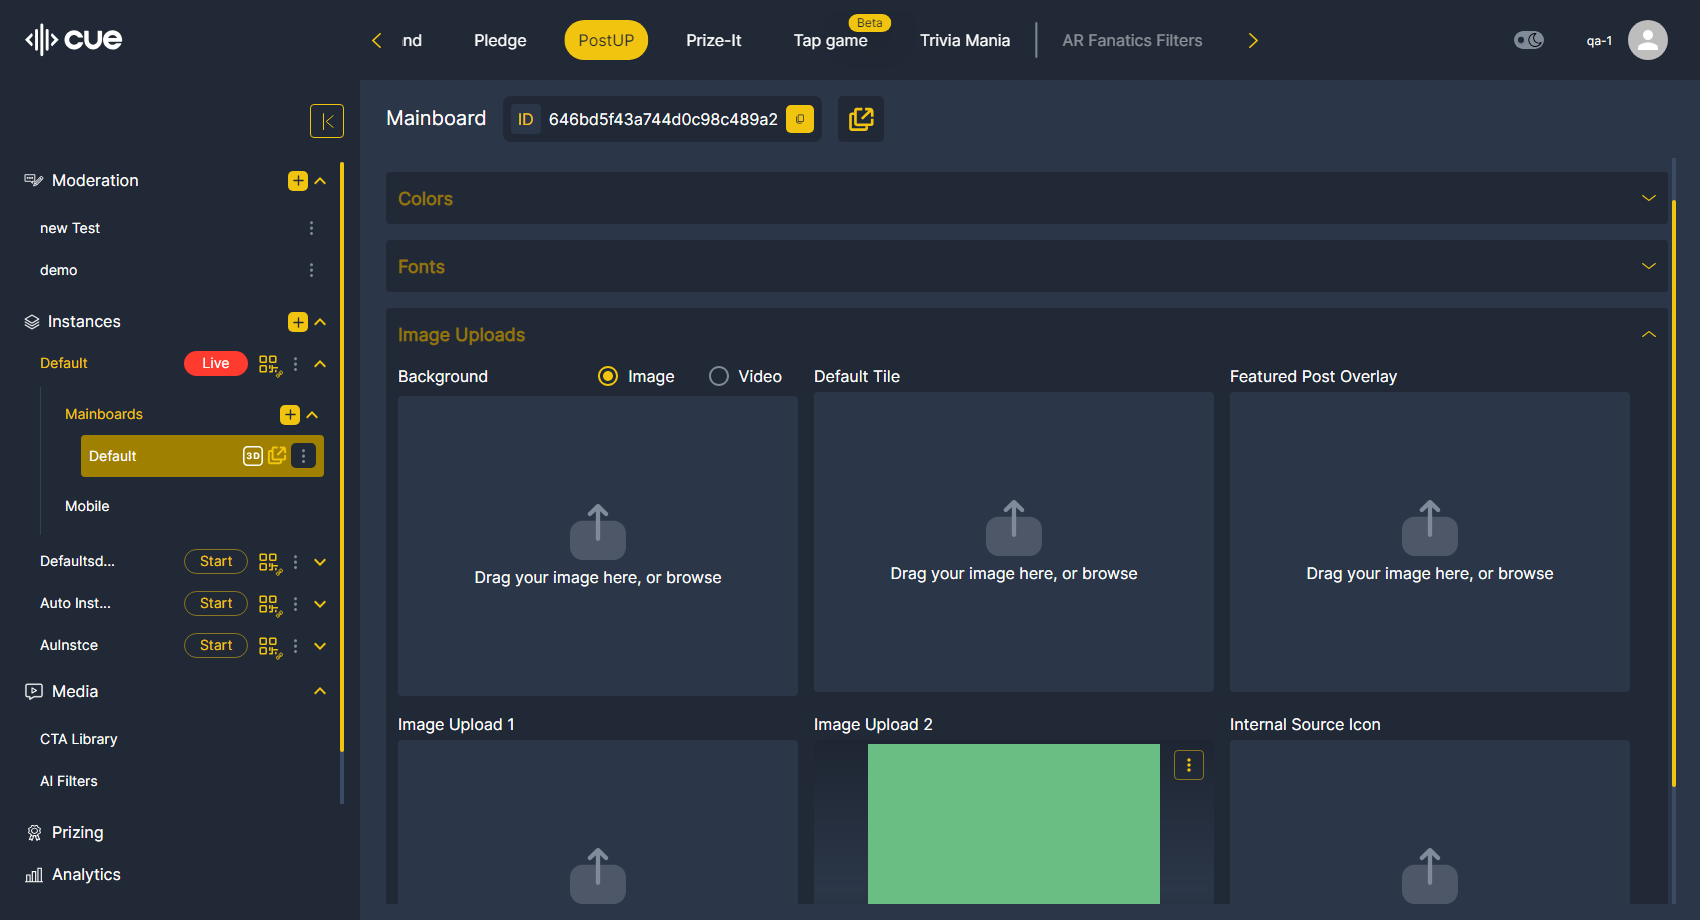 cue
nd
Pledge
PostUP
Prize-It
Tap game
Beta
Trivia Mania
AR Fanatics Filters
qa-1
Mainboard
ID 646bd5f43a744d0c98c489a2
Moderation
new Test
demo
Instances
Default Live
Mainboards
Default 3D
Mobile
Defaultsd... Start
Auto Inst... Start
AuInstce Start
Media
CTA Library
AI Filters
Prizing
Analytics
Colors
Fonts
Image Uploads
Background Image Video
Drag your image here, or browse
Default Tile
Drag your image here, or browse
Featured Post Overlay
Drag your image here, or browse
Image Upload 1
Image Upload 2
Internal Source Icon